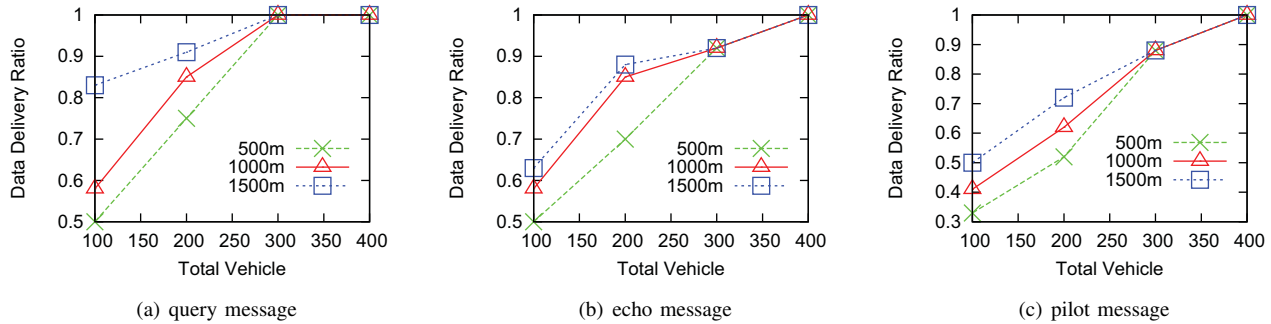 Data Delivery Ratio
1
0.9
0.8
0.7
0.6
0.5
500m
1000m
1500m
100 150 200 250 300 350 400
Total Vehicle
(a) query message
Data Delivery Ratio
1
0.9
0.8
0.7
0.6
0.5
500m
1000m
1500m
100 150 200 250 300 350 400
Total Vehicle
(b) echo message
Data Delivery Ratio
1
0.9
0.8
0.7
0.6
0.5
0.4
0.3
500m
1000m
1500m
100 150 200 250 300 350 400
Total Vehicle
(c) pilot message